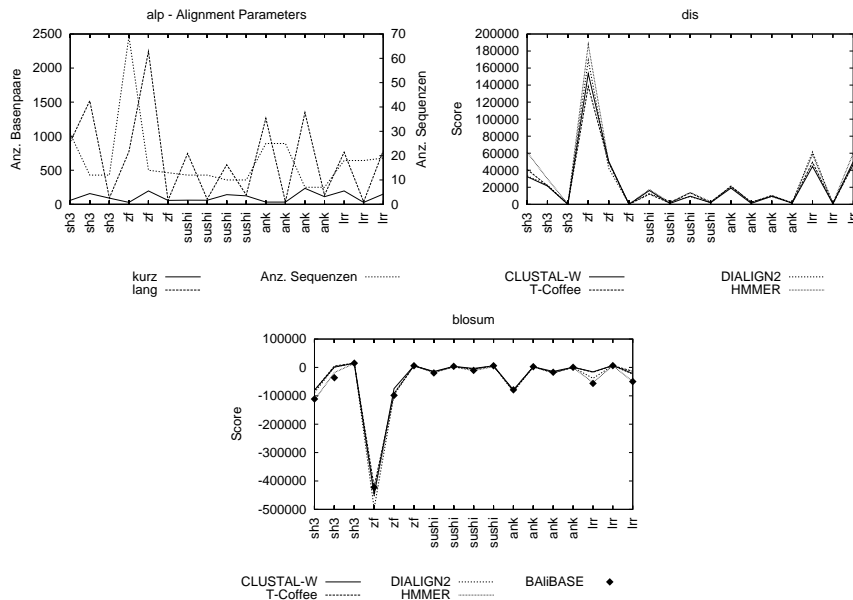 alp - Alignment Parameters
Anz. Basenpaare
2500
2000
1500
1000
500
0
70
60
50
40
30
20
10
0
Anz. Sequenzen
sh3 sh3 sh3 zf zf zf sushi sushi sushi sushi ank ank ank ank lrr lrr lrr
kurz
lang
Anz. Sequenzen
dis
Score
200000
180000
160000
140000
120000
100000
80000
60000
40000
20000
0
sh3 sh3 sh3 zf zf zf sushi sushi sushi sushi ank ank ank ank lrr lrr lrr
CLUSTAL-W
T-Coffee
DIALIGN2
HMMER
blosum
Score
100000
0
-100000
-200000
-300000
-400000
-500000
sh3 sh3 sh3 zf zf zf sushi sushi sushi sushi ank ank ank ank lrr lrr lrr
CLUSTAL-W
T-Coffee
DIALIGN2
HMMER
BAliBASE